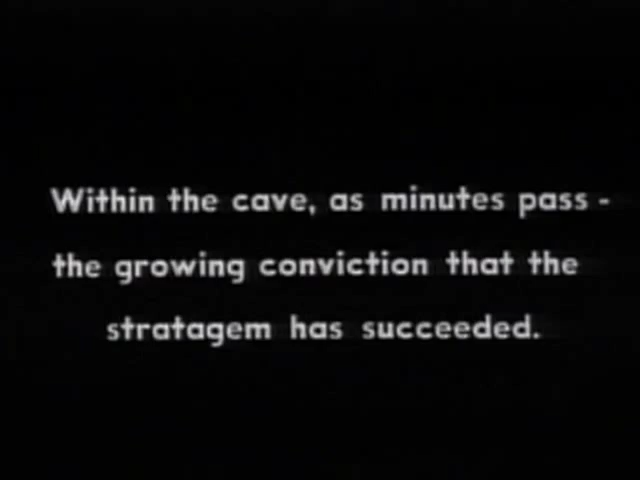 Within the cave, as minutes pass -
the growing conviction that the
stratagem has succeeded.